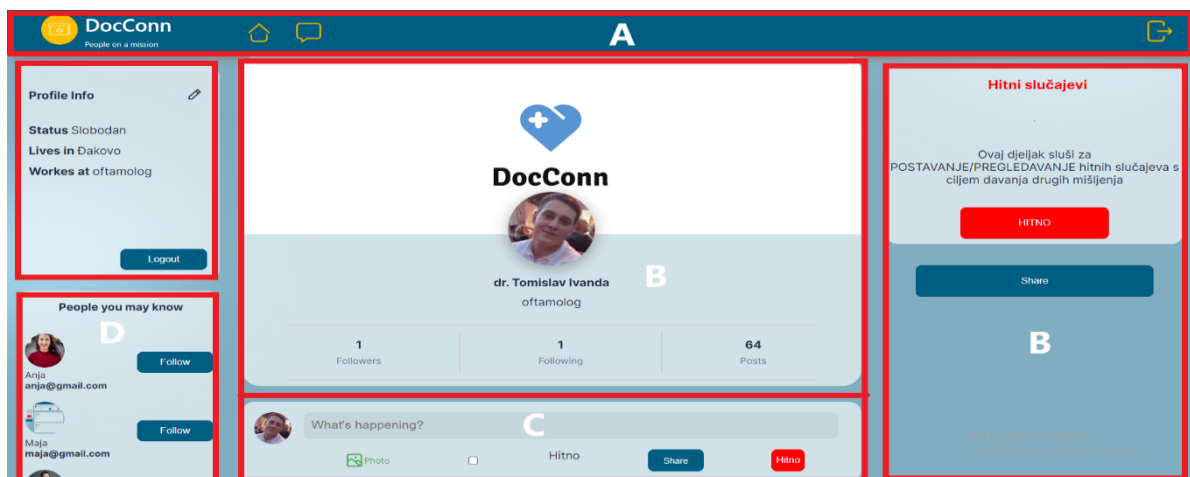 DocConn
People on a mission
A
Profile Info
Status Slobodan
Lives in Đakovo
Workes at oftamolog
Logout
People you may know
D
Follow
Anja
anja@gmail.com
Follow
Maja
maja@gmail.com
DocConn
dr. Tomislav Ivanda
B
oftamolog
1
Followers
1
Following
64
Posts
What's happening?
C
Photo
Hitno
Share
Hitno
Hitni slučajevi
Ovaj djeljak sluši za
POSTAVANJE/PREGLEDAVANJE hitnih slučajeva s
ciljem davanja drugih mišljenja
HITNO
Share
B